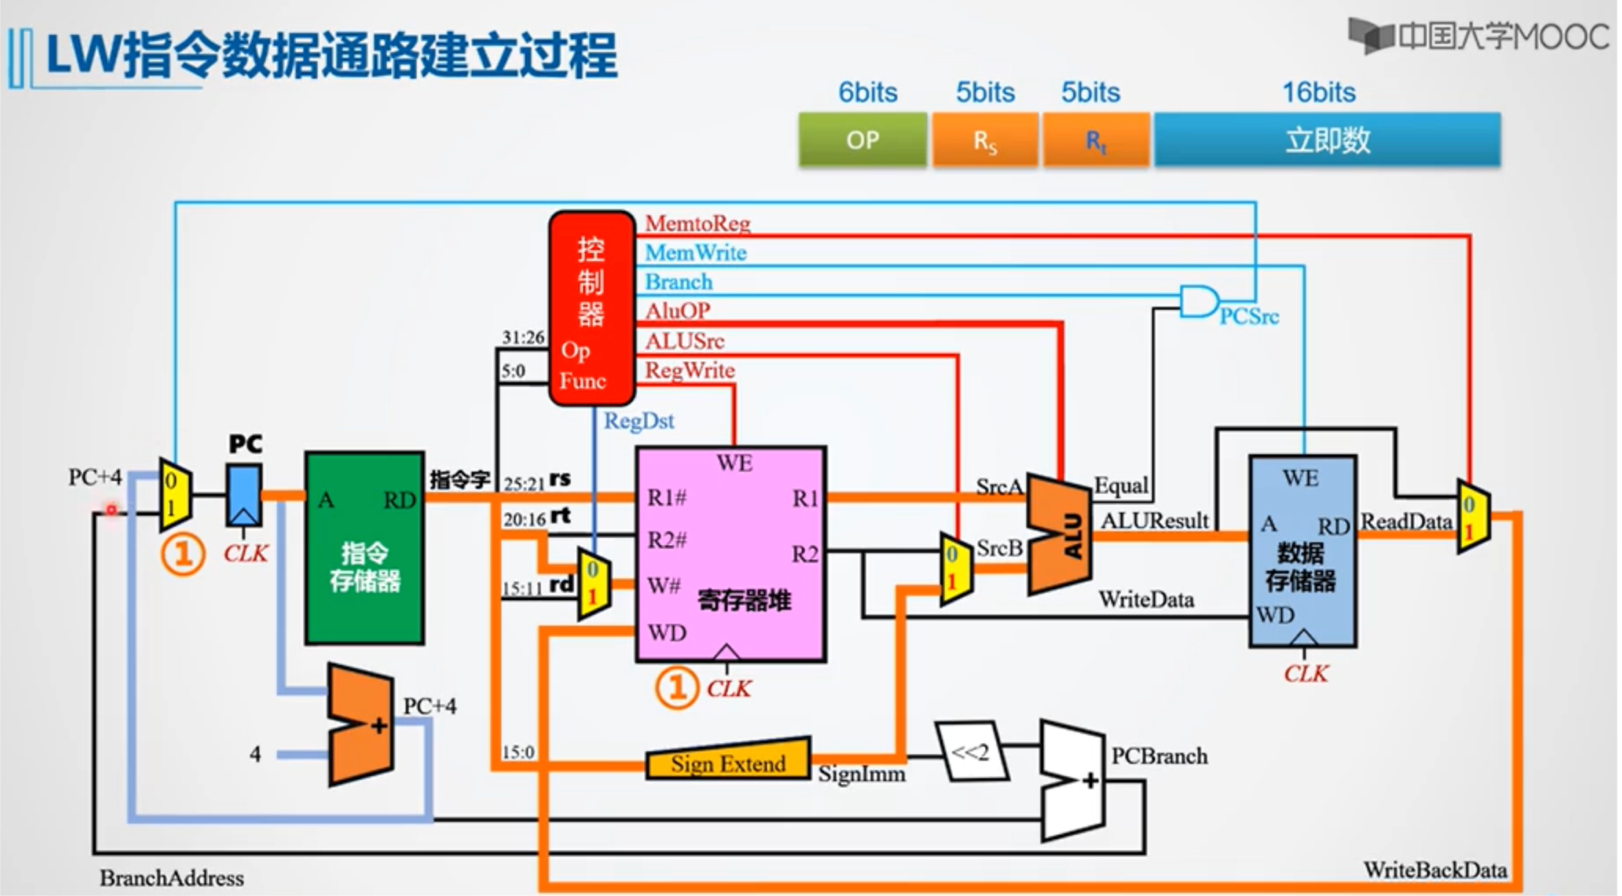 LW指令数据通路建立过程
中国大学MOOC
6bits 5bits 5bits 16bits
OP Rs Rt 立即数
控制器
MemtoReg
MemWrite
Branch
AluOP
ALUSrc
RegWrite
31:26 Op
5:0 Func
RegDst
PCSrc
PC+4
0
1
①
PC
CLK
A RD
指令
存储器
指令字
25:21 rs
20:16 rt
15:11 rd
0
1
WE
R1# R1
R2# R2
W#
寄存器堆
WD
① CLK
0
1
SrcA
SrcB
ALU
Equal
ALUResult
WriteData
WE
A RD
数据
存储器
WD
CLK
ReadData
0
1
4
+
PC+4
15:0
Sign Extend
SignImm
<<2
+
PCBranch
BranchAddress
WriteBackData